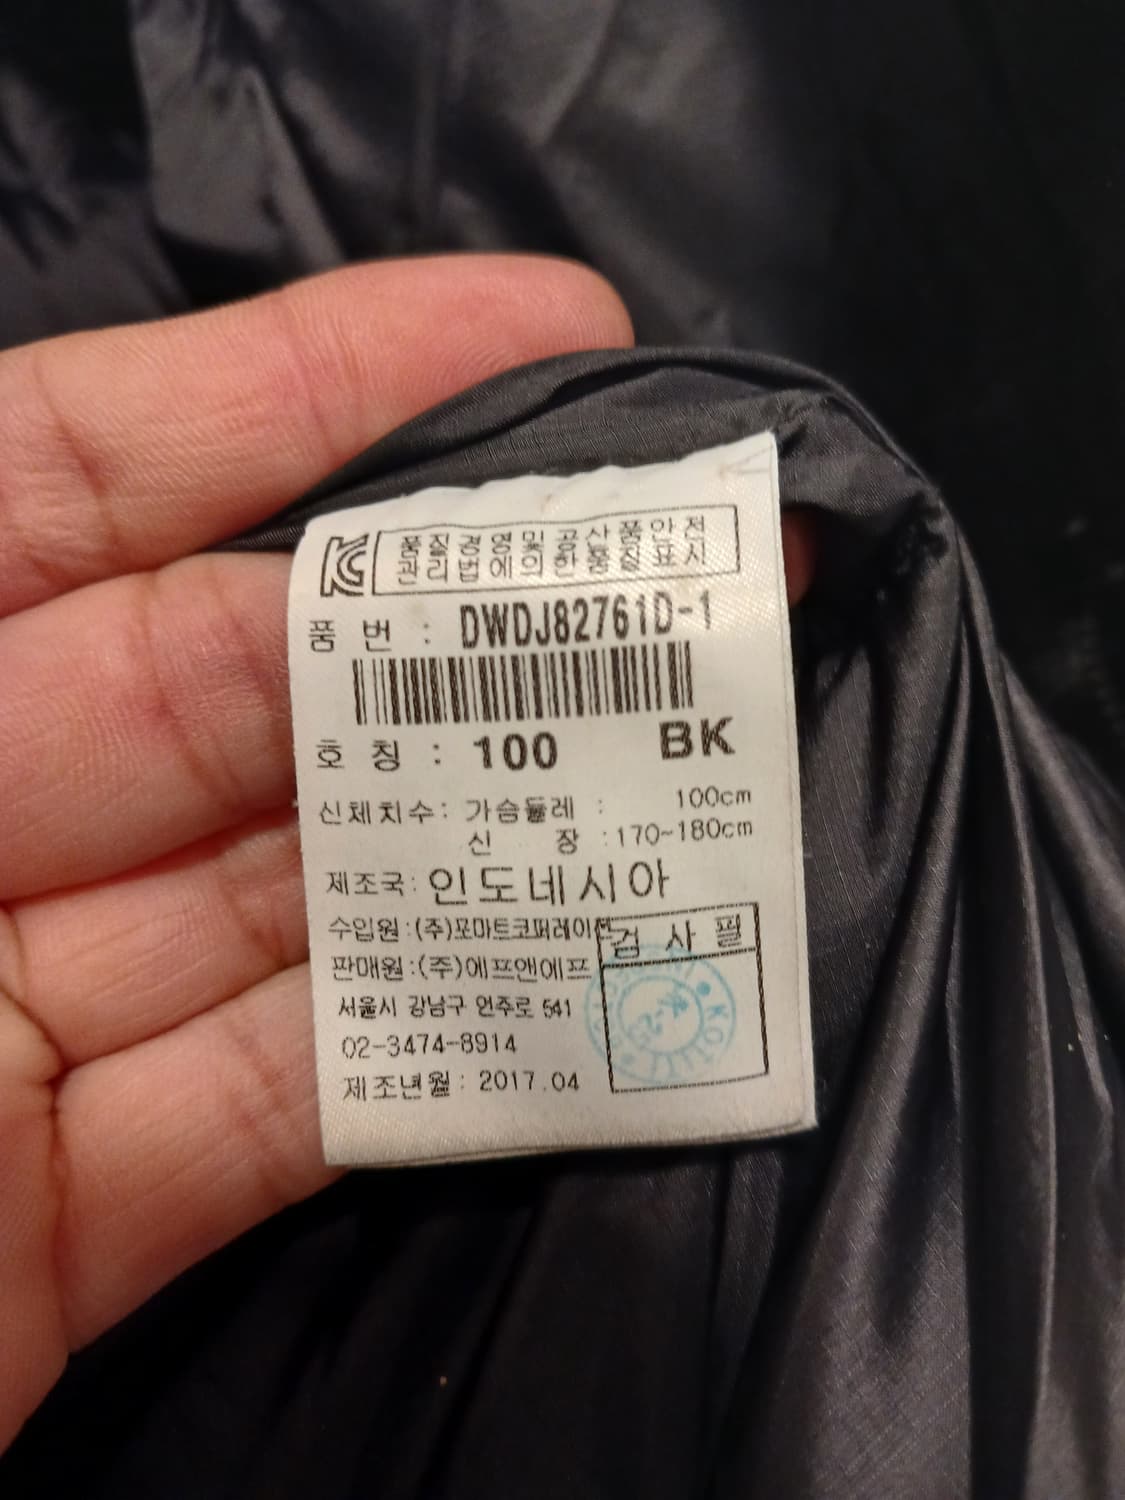 품질경영 및 공산품안전
관리법에 의한 품질표시
품 번 : DWDJ82761D-1
호 칭 : 100 BK
신체치수 : 가슴둘레 : 100cm
신 장 : 170~180cm
제조국 : 인도네시아
수입원 : (주)포마트코퍼레이션
판매원 : (주)에프앤에프
검 사 필
서울시 강남구 언주로 541
02-3474-8914
제조년월 : 2017.04